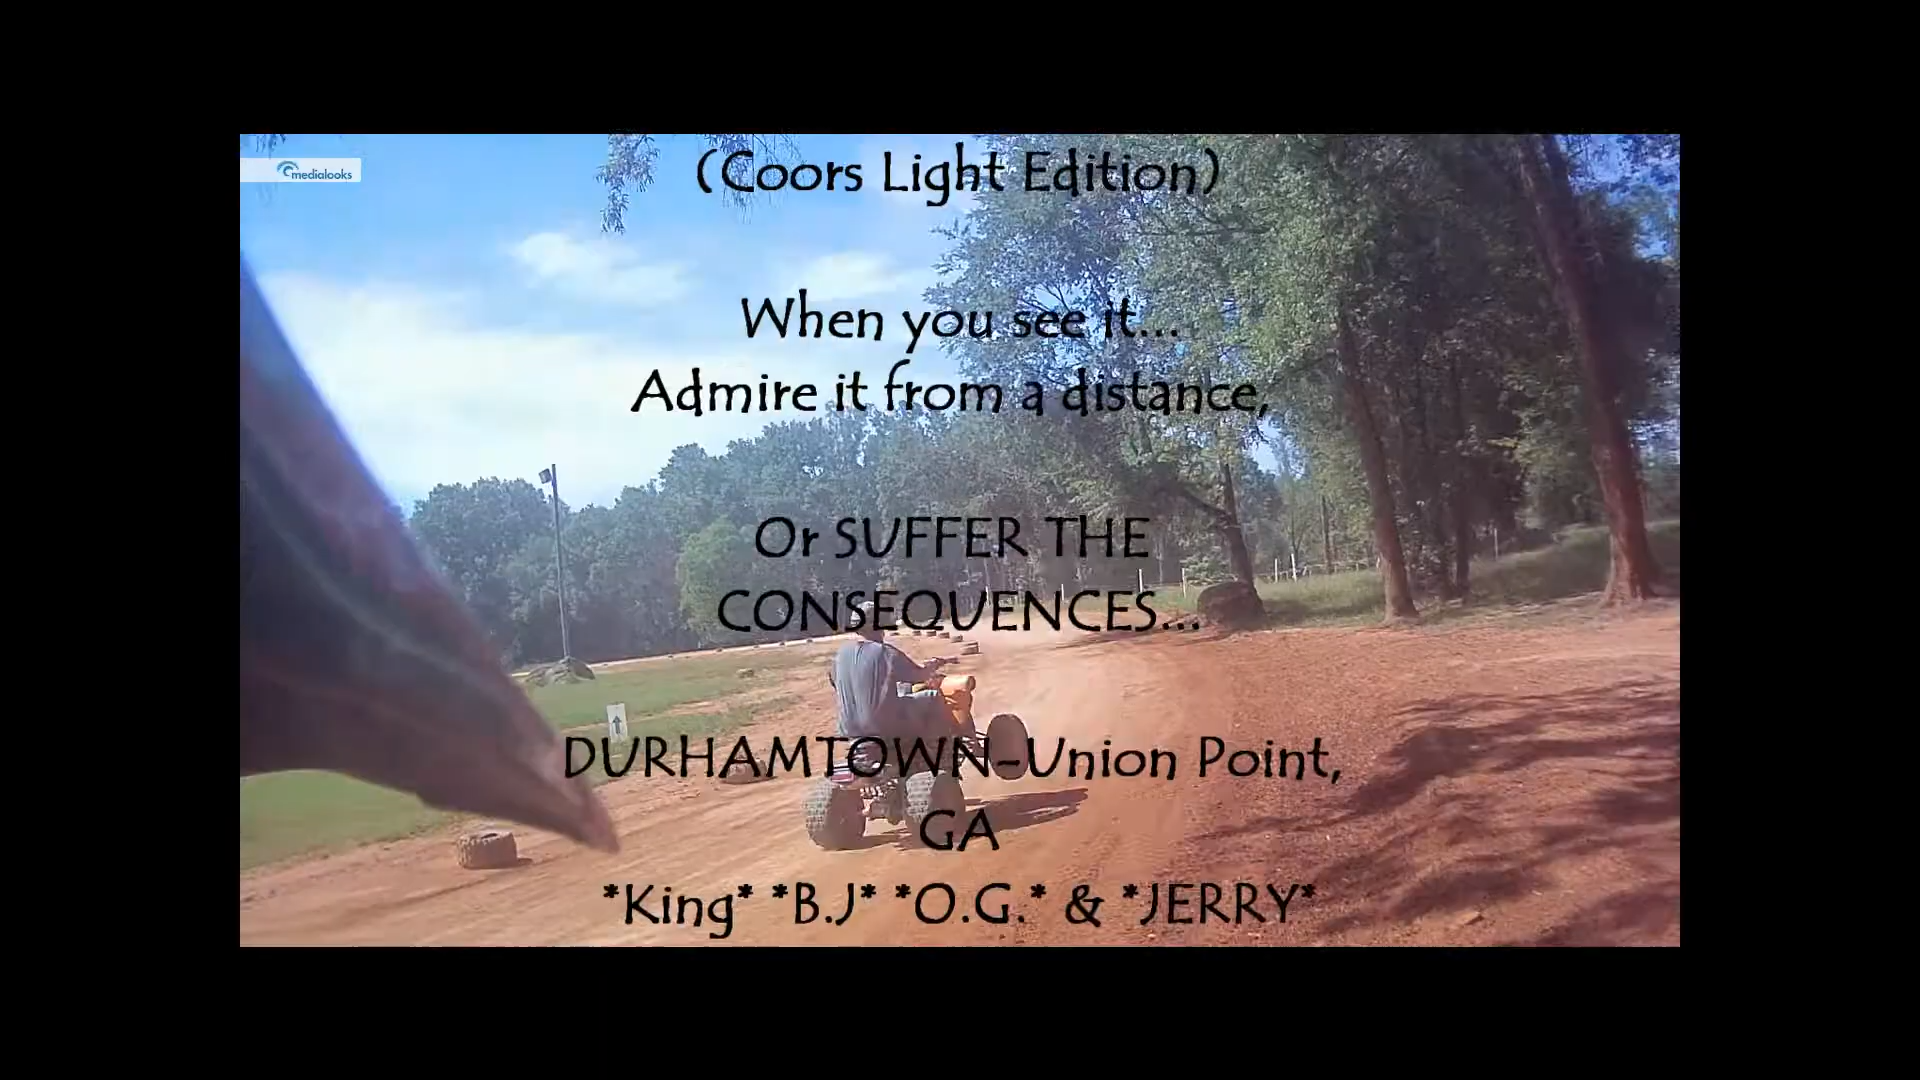 medialooks
(Coors Light Edition)
When you see it...
Admire it from a distance,
Or SUFFER THE
CONSEQUENCES...
DURHAMTOWN-Union Point,
GA
*King* *B.J* *O.G.* & *JERRY*